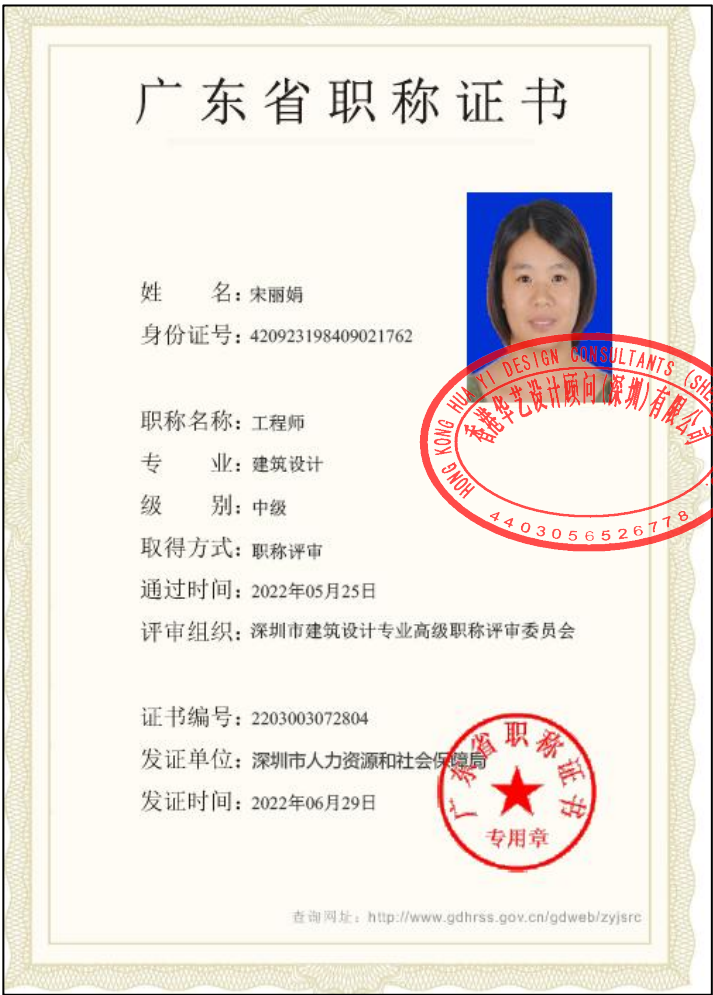 广东省职称证书
姓 名：宋丽娟
身份证号：420923198409021762
职称名称：工程师
专 业：建筑设计
级 别：中级
取得方式：职称评审
通过时间：2022年05月25日
评审组织：深圳市建筑设计专业高级职称评审委员会
HONG KONG HUA YI DESIGN CONSULTANTS (SHE
香港华艺设计顾问(深圳)有限公司
4403056526778
证书编号：2203003072804
发证单位：深圳市人力资源和社会保障局
发证时间：2022年06月29日
广东省职称证书
专用章
查询网址：http://www.gdhrss.gov.cn/gdweb/zyjsrc